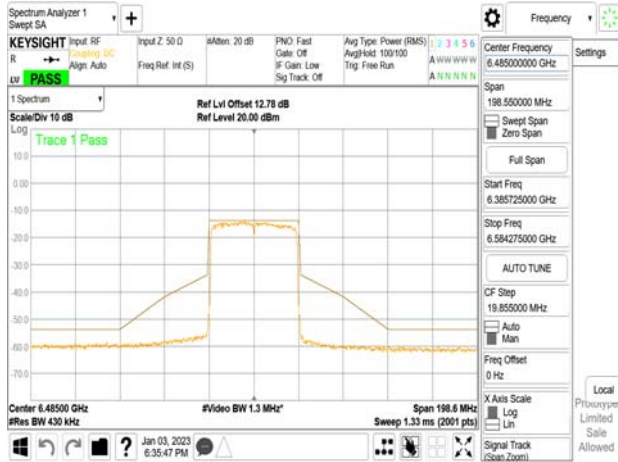 Spectrum Analyzer 1
Swept SA
+
Frequency
KEYSIGHT
Input: RF
Coupling: DC
Align: Auto
Input Z: 50 Ω
Freq Ref: Int (S)
#Atten: 20 dB
PNO: Fast
Gate: Off
IF Gain: Low
Sig Track: Off
Avg Type: Power (RMS)
Avg|Hold: 100/100
Trig: Free Run
1 2 3 4 5 6
A W W W W W
A N N N N N
R
LW PASS
Center Frequency
6.485000000 GHz
Settings
Span
198.550000 MHz
Swept Span
Zero Span
Full Span
Start Freq
6.385725000 GHz
Stop Freq
6.584275000 GHz
AUTO TUNE
CF Step
19.855000 MHz
Auto
Man
Freq Offset
0 Hz
X Axis Scale
Log
Lin
Signal Track
(Span Zoom)
Local
Prototype
Limited
Sale
Allowed
1 Spectrum
Scale/Div 10 dB
Ref Lvl Offset 12.78 dB
Ref Level 20.00 dBm
Log
Trace 1 Pass
10.0
0.00
-10.0
-20.0
-30.0
-40.0
-50.0
-60.0
-70.0
Center 6.48500 GHz
#Res BW 430 kHz
#Video BW 1.3 MHz*
Span 198.6 MHz
Sweep 1.33 ms (2001 pts)
?
Jan 03, 2023
6:35:47 PM